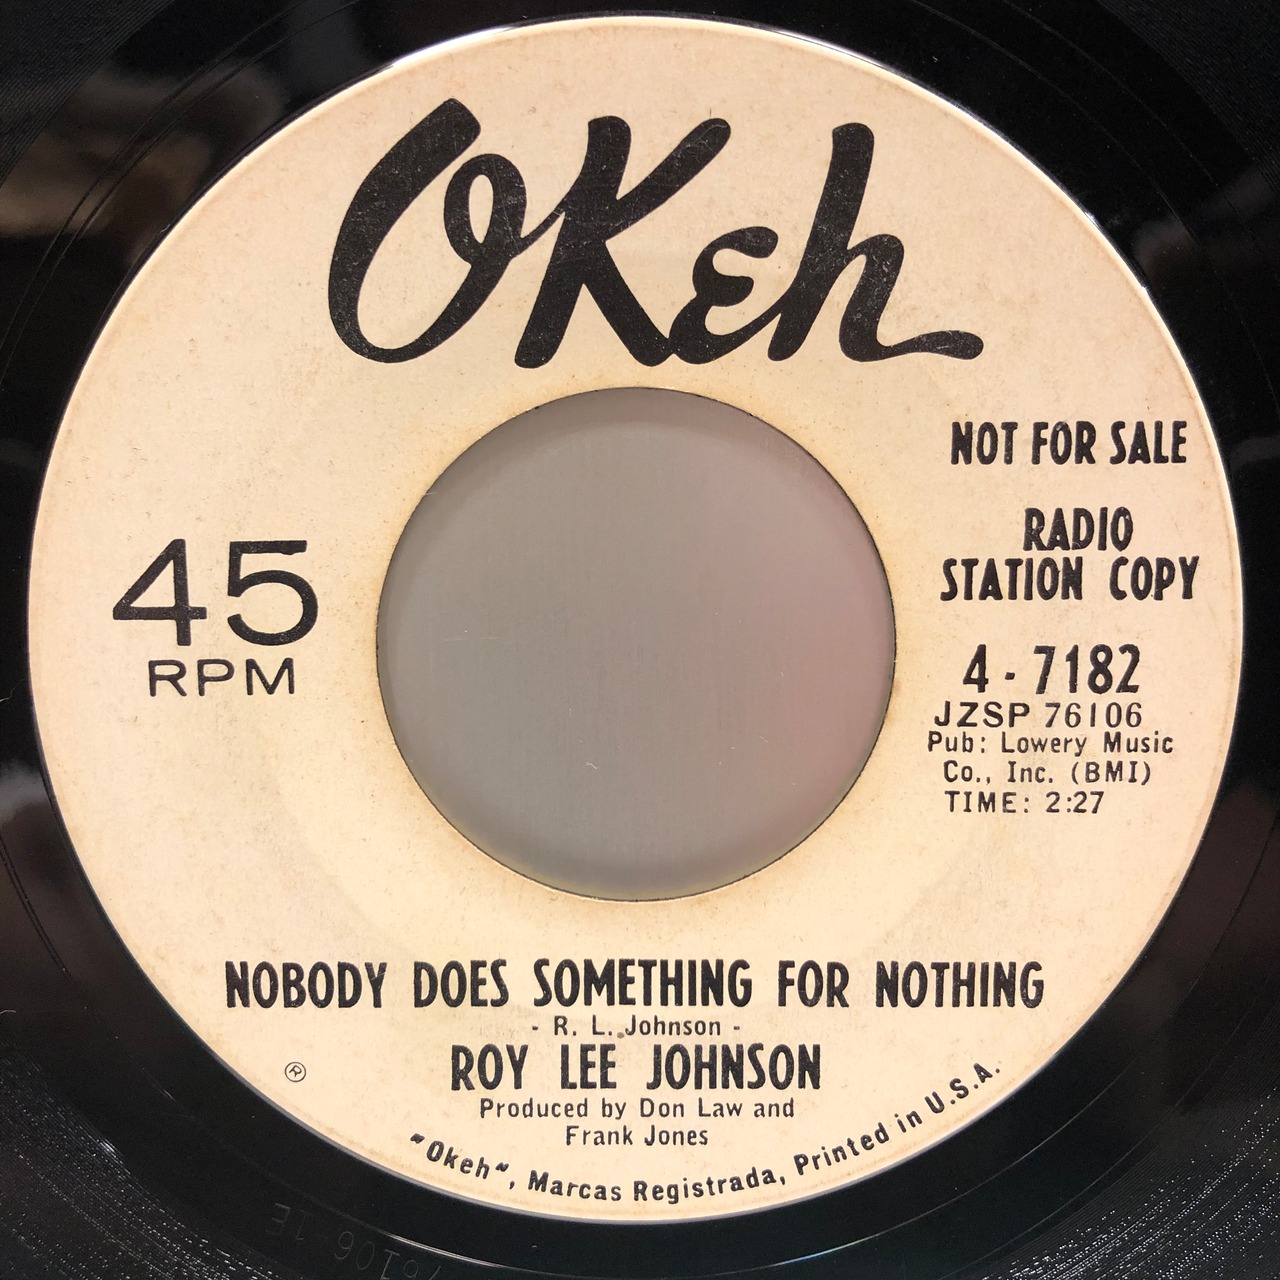 OKeh
NOT FOR SALE
RADIO
STATION COPY
45
RPM
4-7182
JZSP 76106
Pub: Lowery Music
Co., Inc. (BMI)
TIME: 2:27
NOBODY DOES SOMETHING FOR NOTHING
- R. L. Johnson -
ROY LEE JOHNSON
Produced by Don Law and
Frank Jones
®
"Okeh", Marcas Registrada, Printed in U.S.A.
76106-1E